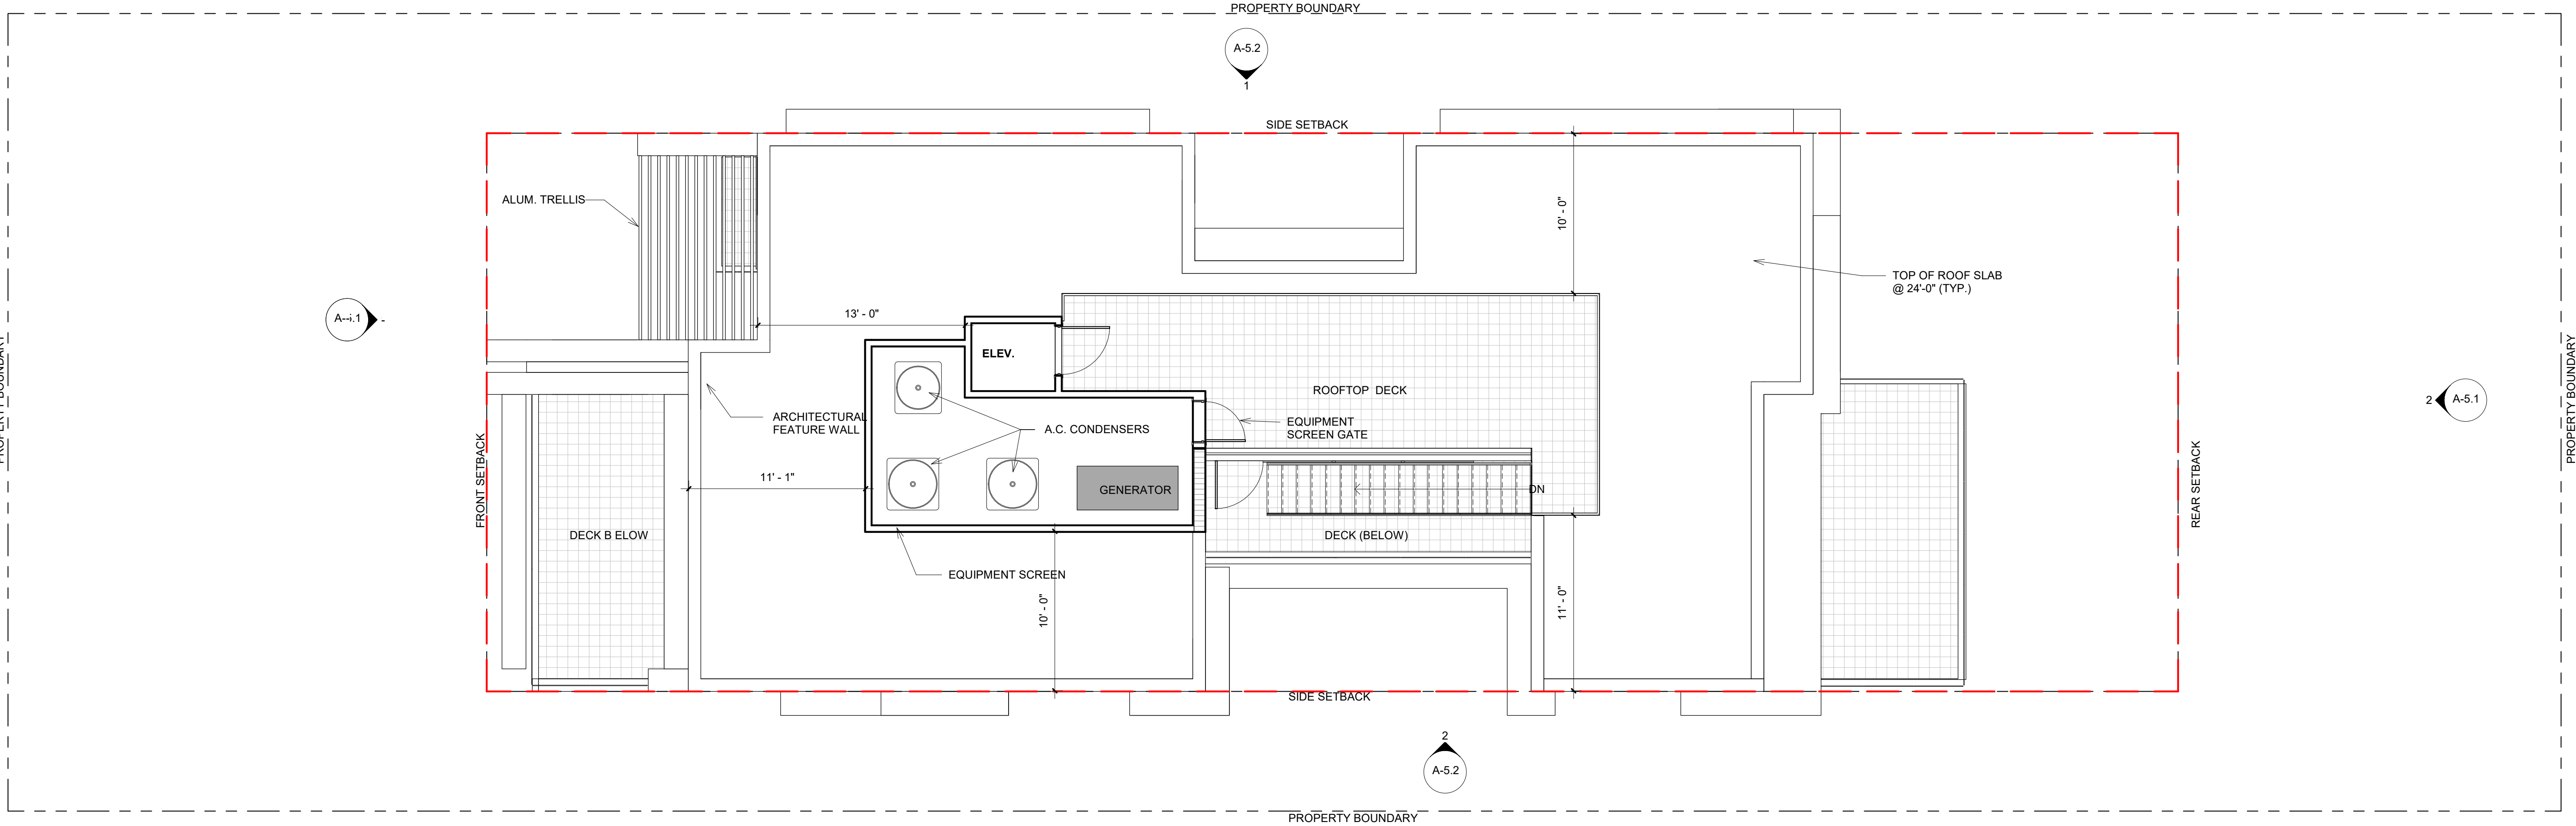 PROPERTY BOUNDARY
A-5.2
1
SIDE SETBACK
ALUM. TRELLIS
10' - 0"
TOP OF ROOF SLAB
@ 24'-0" (TYP.)
13' - 0"
-
ELEV.
ROOFTOP DECK
PROPERTY BOUNDARY
PROPERTY BOUNDARY
2
A-5.1
ARCHITECTURAL
FEATURE WALL
A.C. CONDENSERS
EQUIPMENT
SCREEN GATE
FRONT SETBACK
REAR SETBACK
11' - 1"
GENERATOR
DN
DECK B ELOW
DECK (BELOW)
EQUIPMENT SCREEN
10' - 0"
11' - 0"
SIDE SETBACK
2
A-5.2
PROPERTY BOUNDARY